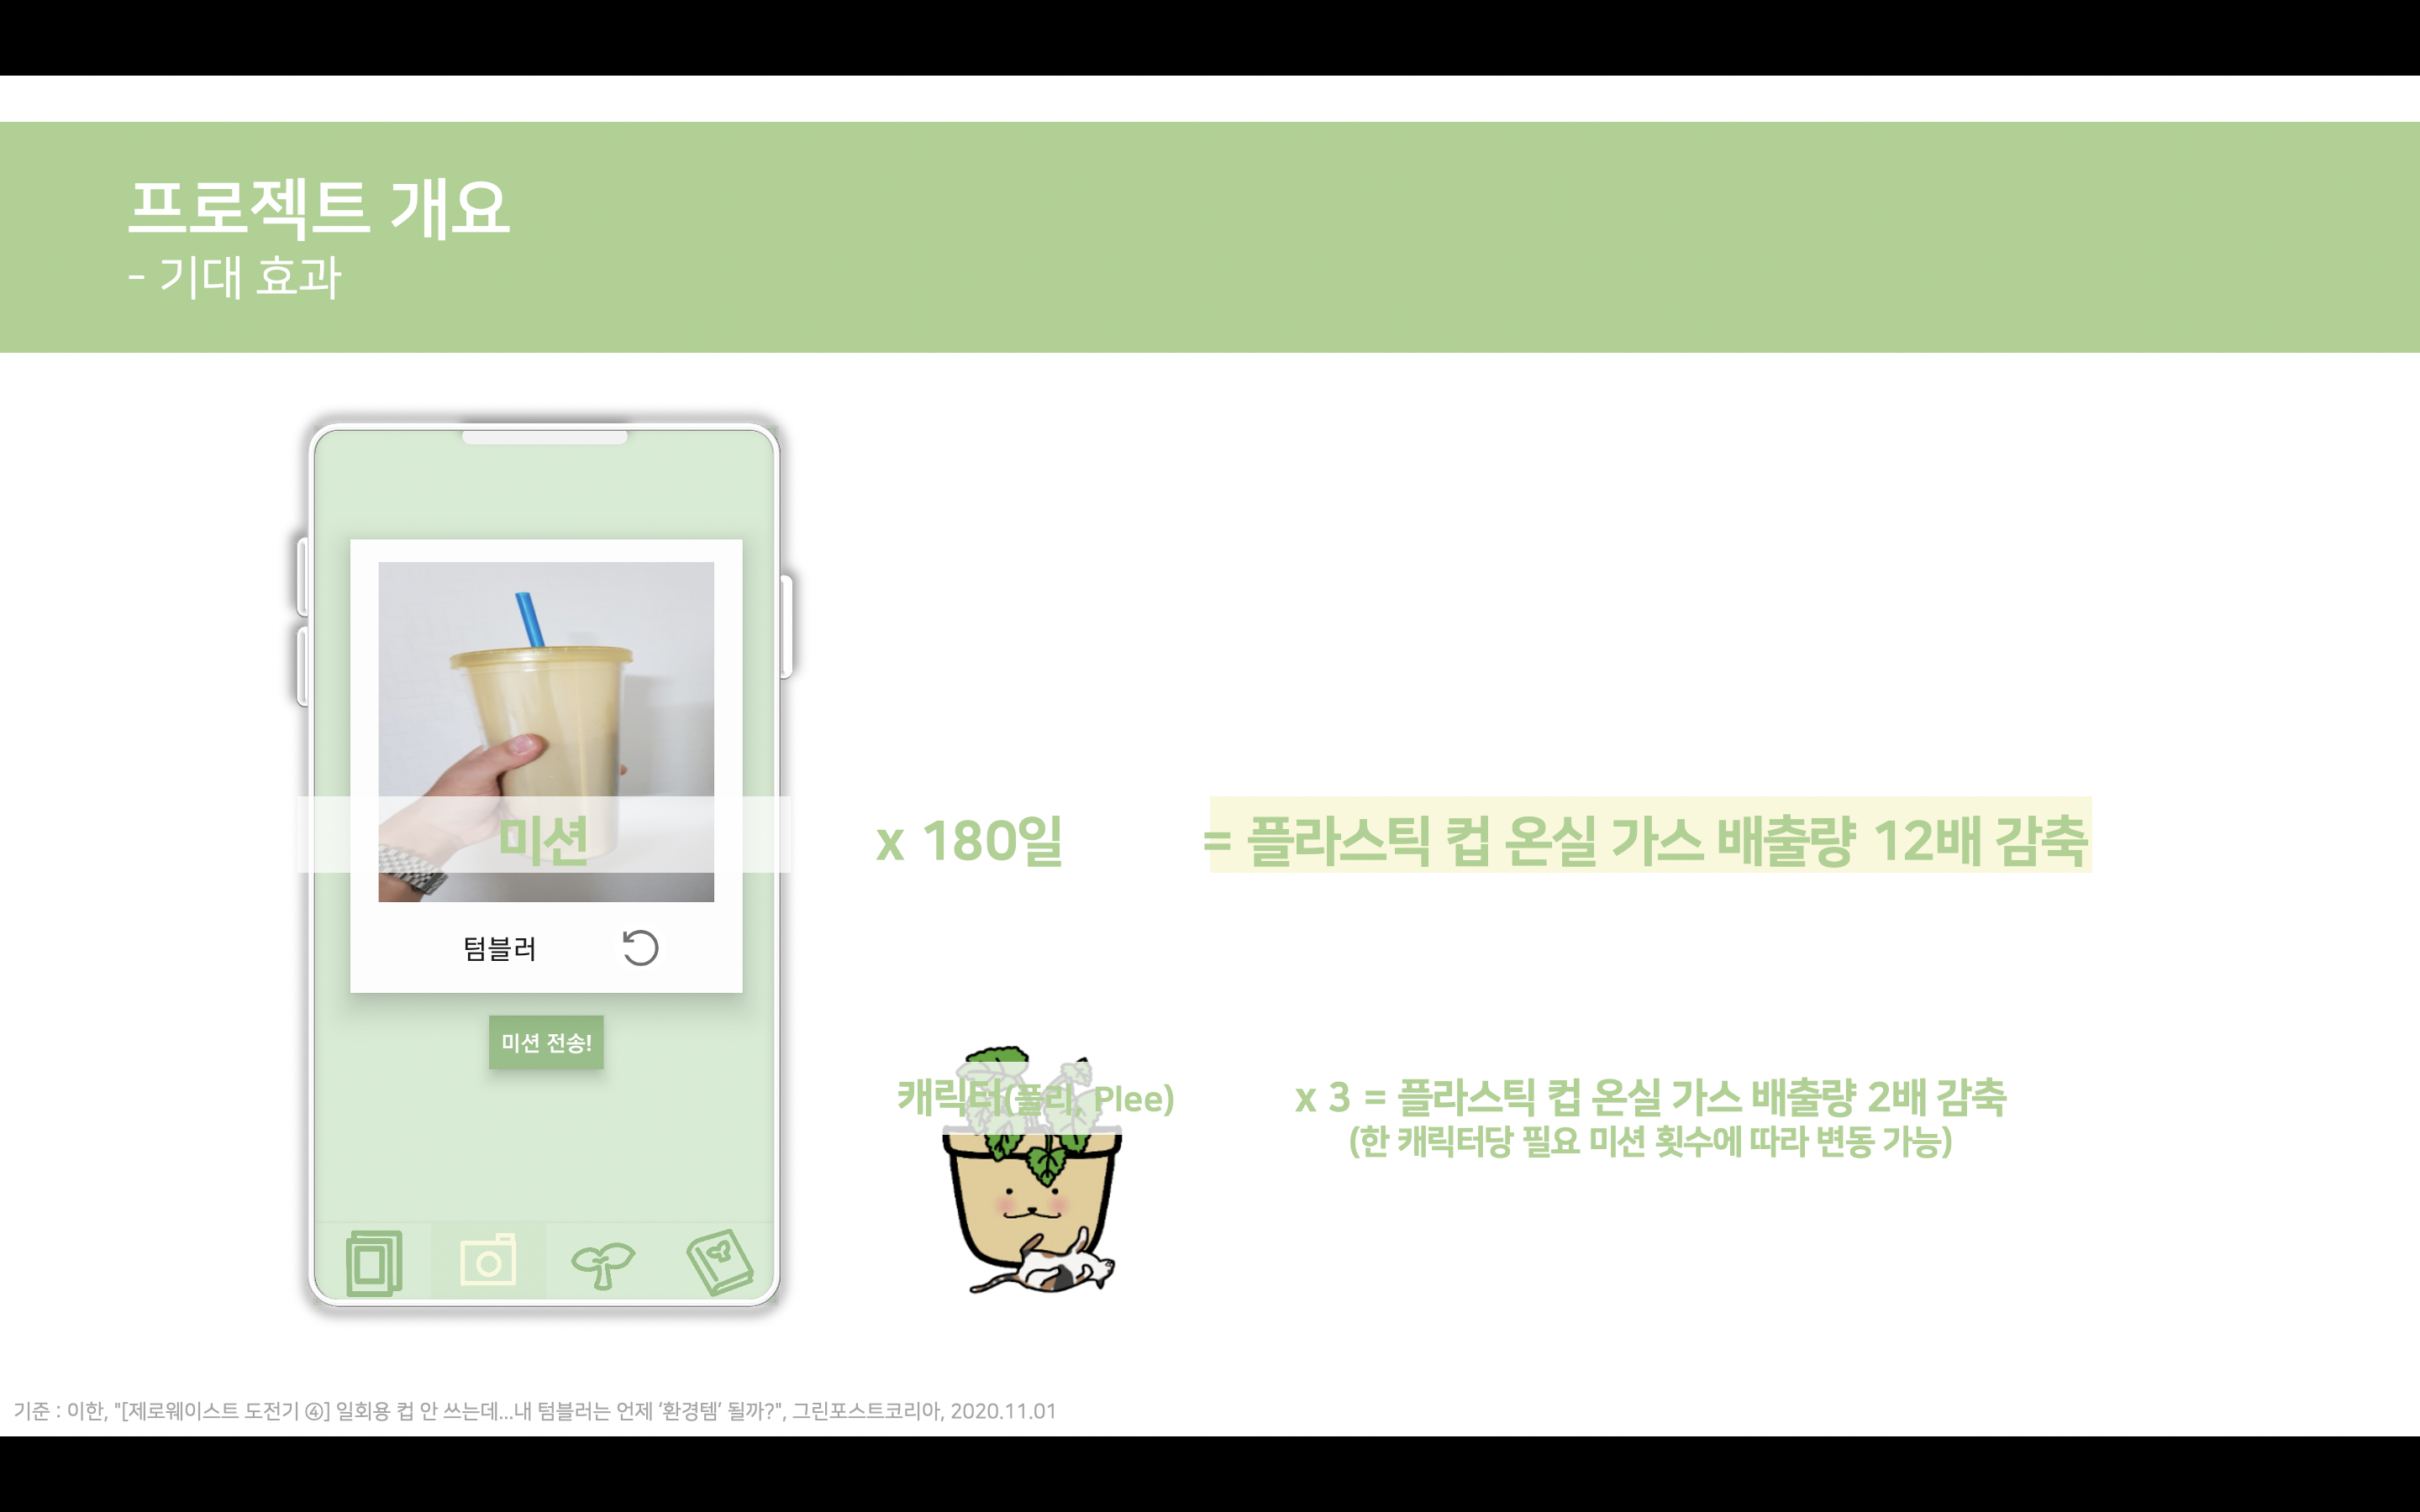 프로젝트 개요
- 기대 효과
미션
x 180일
= 플라스틱 컵 온실 가스 배출량 12배 감축
텀블러
미션 전송!
캐릭터(플리, Plee)
x 3 = 플라스틱 컵 온실 가스 배출량 2배 감축
(한 캐릭터당 필요 미션 횟수에 따라 변동 가능)
기준 : 이한, "[제로웨이스트 도전기 ④] 일회용 컵 안 쓰는데...내 텀블러는 언제 ‘환경템’ 될까?", 그린포스트코리아, 2020.11.01